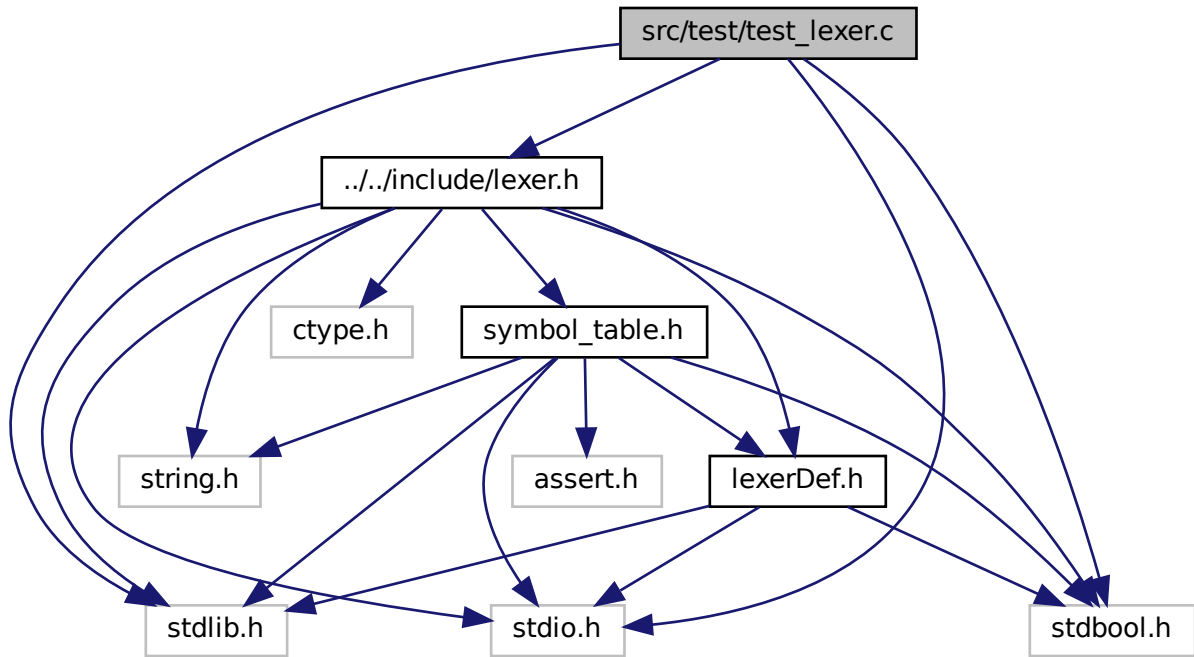 src/test/test_lexer.c
../../include/lexer.h
ctype.h
symbol_table.h
string.h
assert.h
lexerDef.h
stdlib.h
stdio.h
stdbool.h